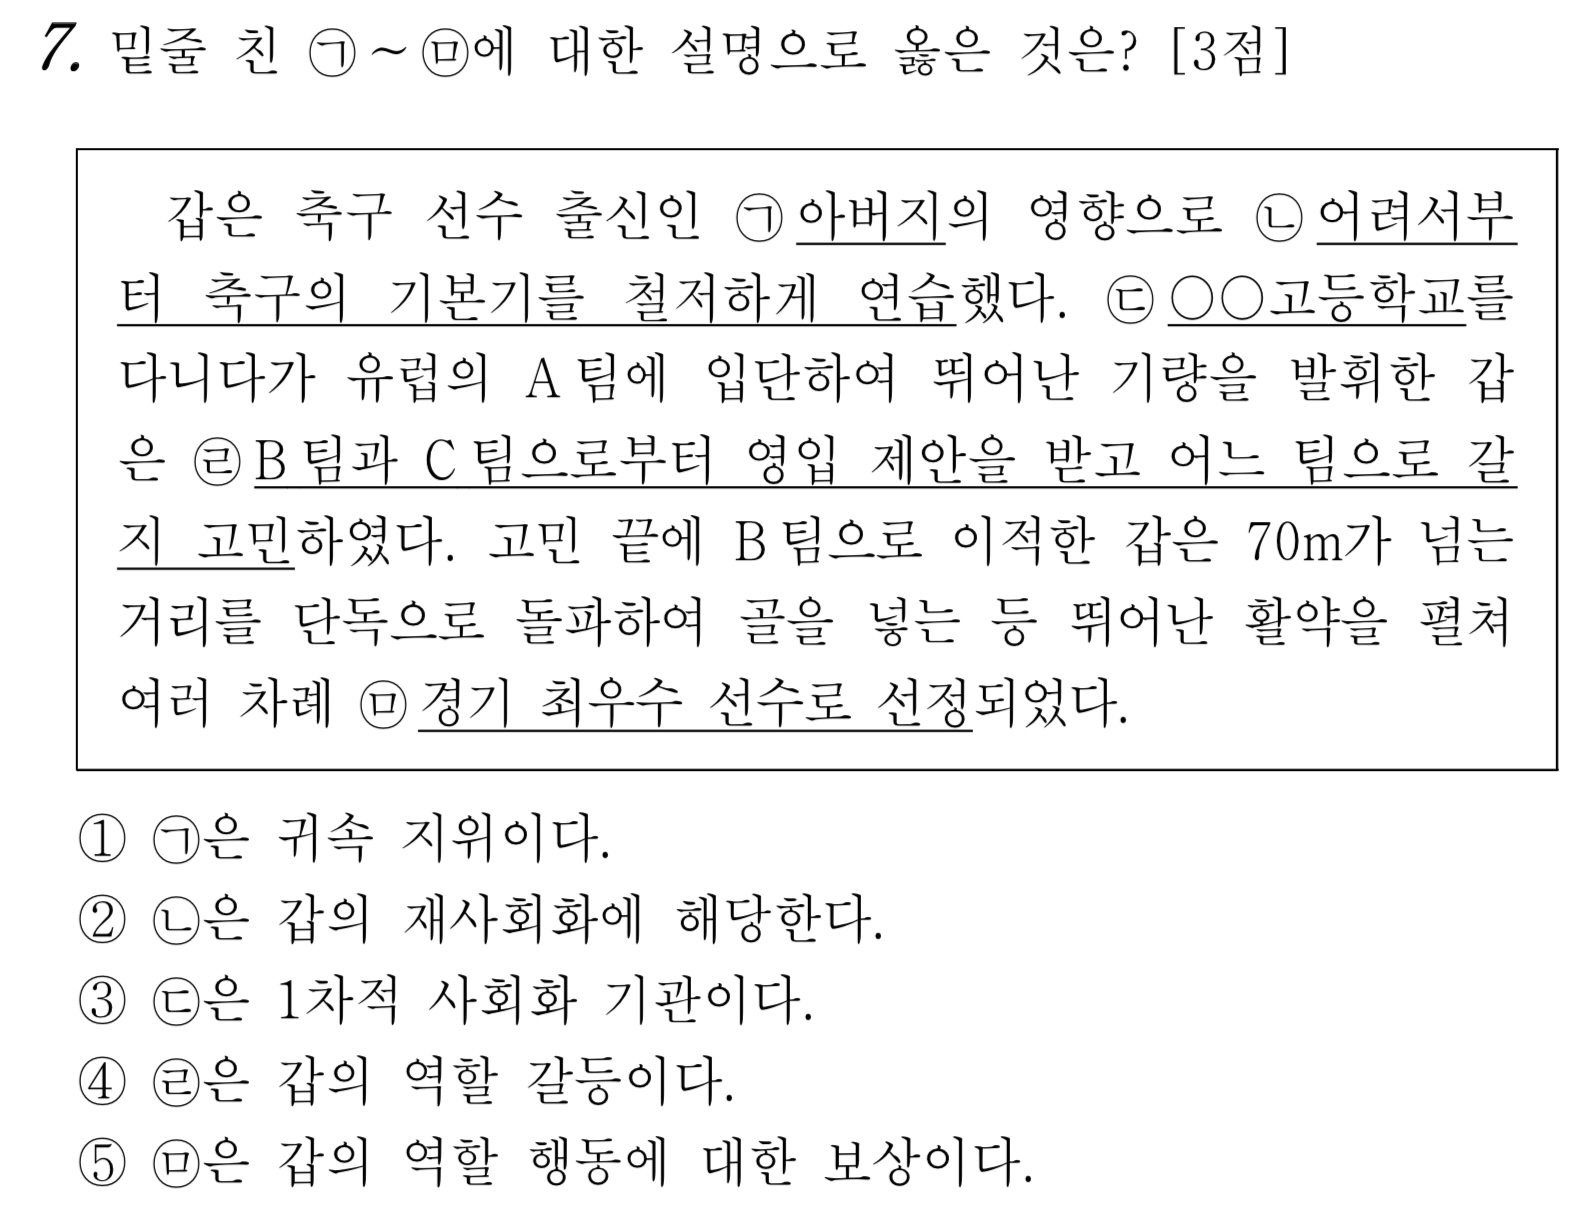 7. 밑줄 친 ㉠~㉤에 대한 설명으로 옳은 것은? [3점]
갑은 축구 선수 출신인 ㉠아버지의 영향으로 ㉡어려서부
터 축구의 기본기를 철저하게 연습했다. ㉢○○고등학교를
다니다가 유럽의 A팀에 입단하여 뛰어난 기량을 발휘한 갑
은 ㉣B팀과 C팀으로부터 영입 제안을 받고 어느 팀으로 갈
지 고민하였다. 고민 끝에 B팀으로 이적한 갑은 70m가 넘는
거리를 단독으로 돌파하여 골을 넣는 등 뛰어난 활약을 펼쳐
여러 차례 ㉤경기 최우수 선수로 선정되었다.
① ㉠은 귀속 지위이다.
② ㉡은 갑의 재사회화에 해당한다.
③ ㉢은 1차적 사회화 기관이다.
④ ㉣은 갑의 역할 갈등이다.
⑤ ㉤은 갑의 역할 행동에 대한 보상이다.